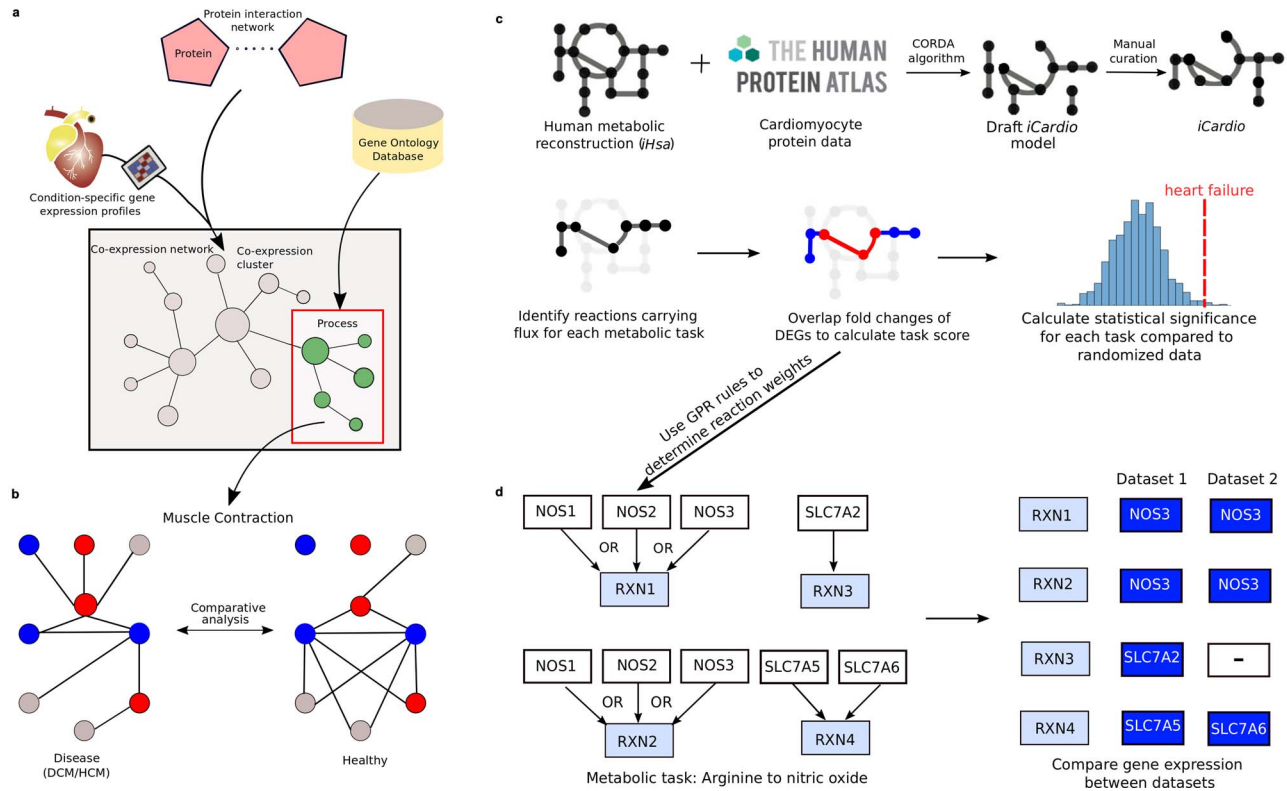 a
Protein interaction
network
Protein
Gene Ontology
Database
Condition-specific gene
expression profiles
Co-expression network
Co-expression
cluster
Process
b
Muscle Contraction
Comparative
analysis
Disease
(DCM/HCM)
Healthy
c
THE HUMAN
PROTEIN ATLAS
CORDA
algorithm
Manual
curation
Human metabolic
reconstruction (iHsa)
Cardiomyocyte
protein data
Draft iCardio
model
iCardio
heart failure
Identify reactions carrying
flux for each metabolic task
Overlap fold changes of
DEGs to calculate task score
Calculate statistical significance
for each task compared to
randomized data
Use GPR rules to
determine reaction weights
d
NOS1
NOS2
NOS3
SLC7A2
OR
OR
RXN1
RXN3
NOS1
NOS2
NOS3
SLC7A5
SLC7A6
OR
OR
RXN2
RXN4
Metabolic task: Arginine to nitric oxide
Dataset 1
Dataset 2
RXN1
NOS3
NOS3
RXN2
NOS3
NOS3
RXN3
SLC7A2
-
RXN4
SLC7A5
SLC7A6
Compare gene expression
between datasets